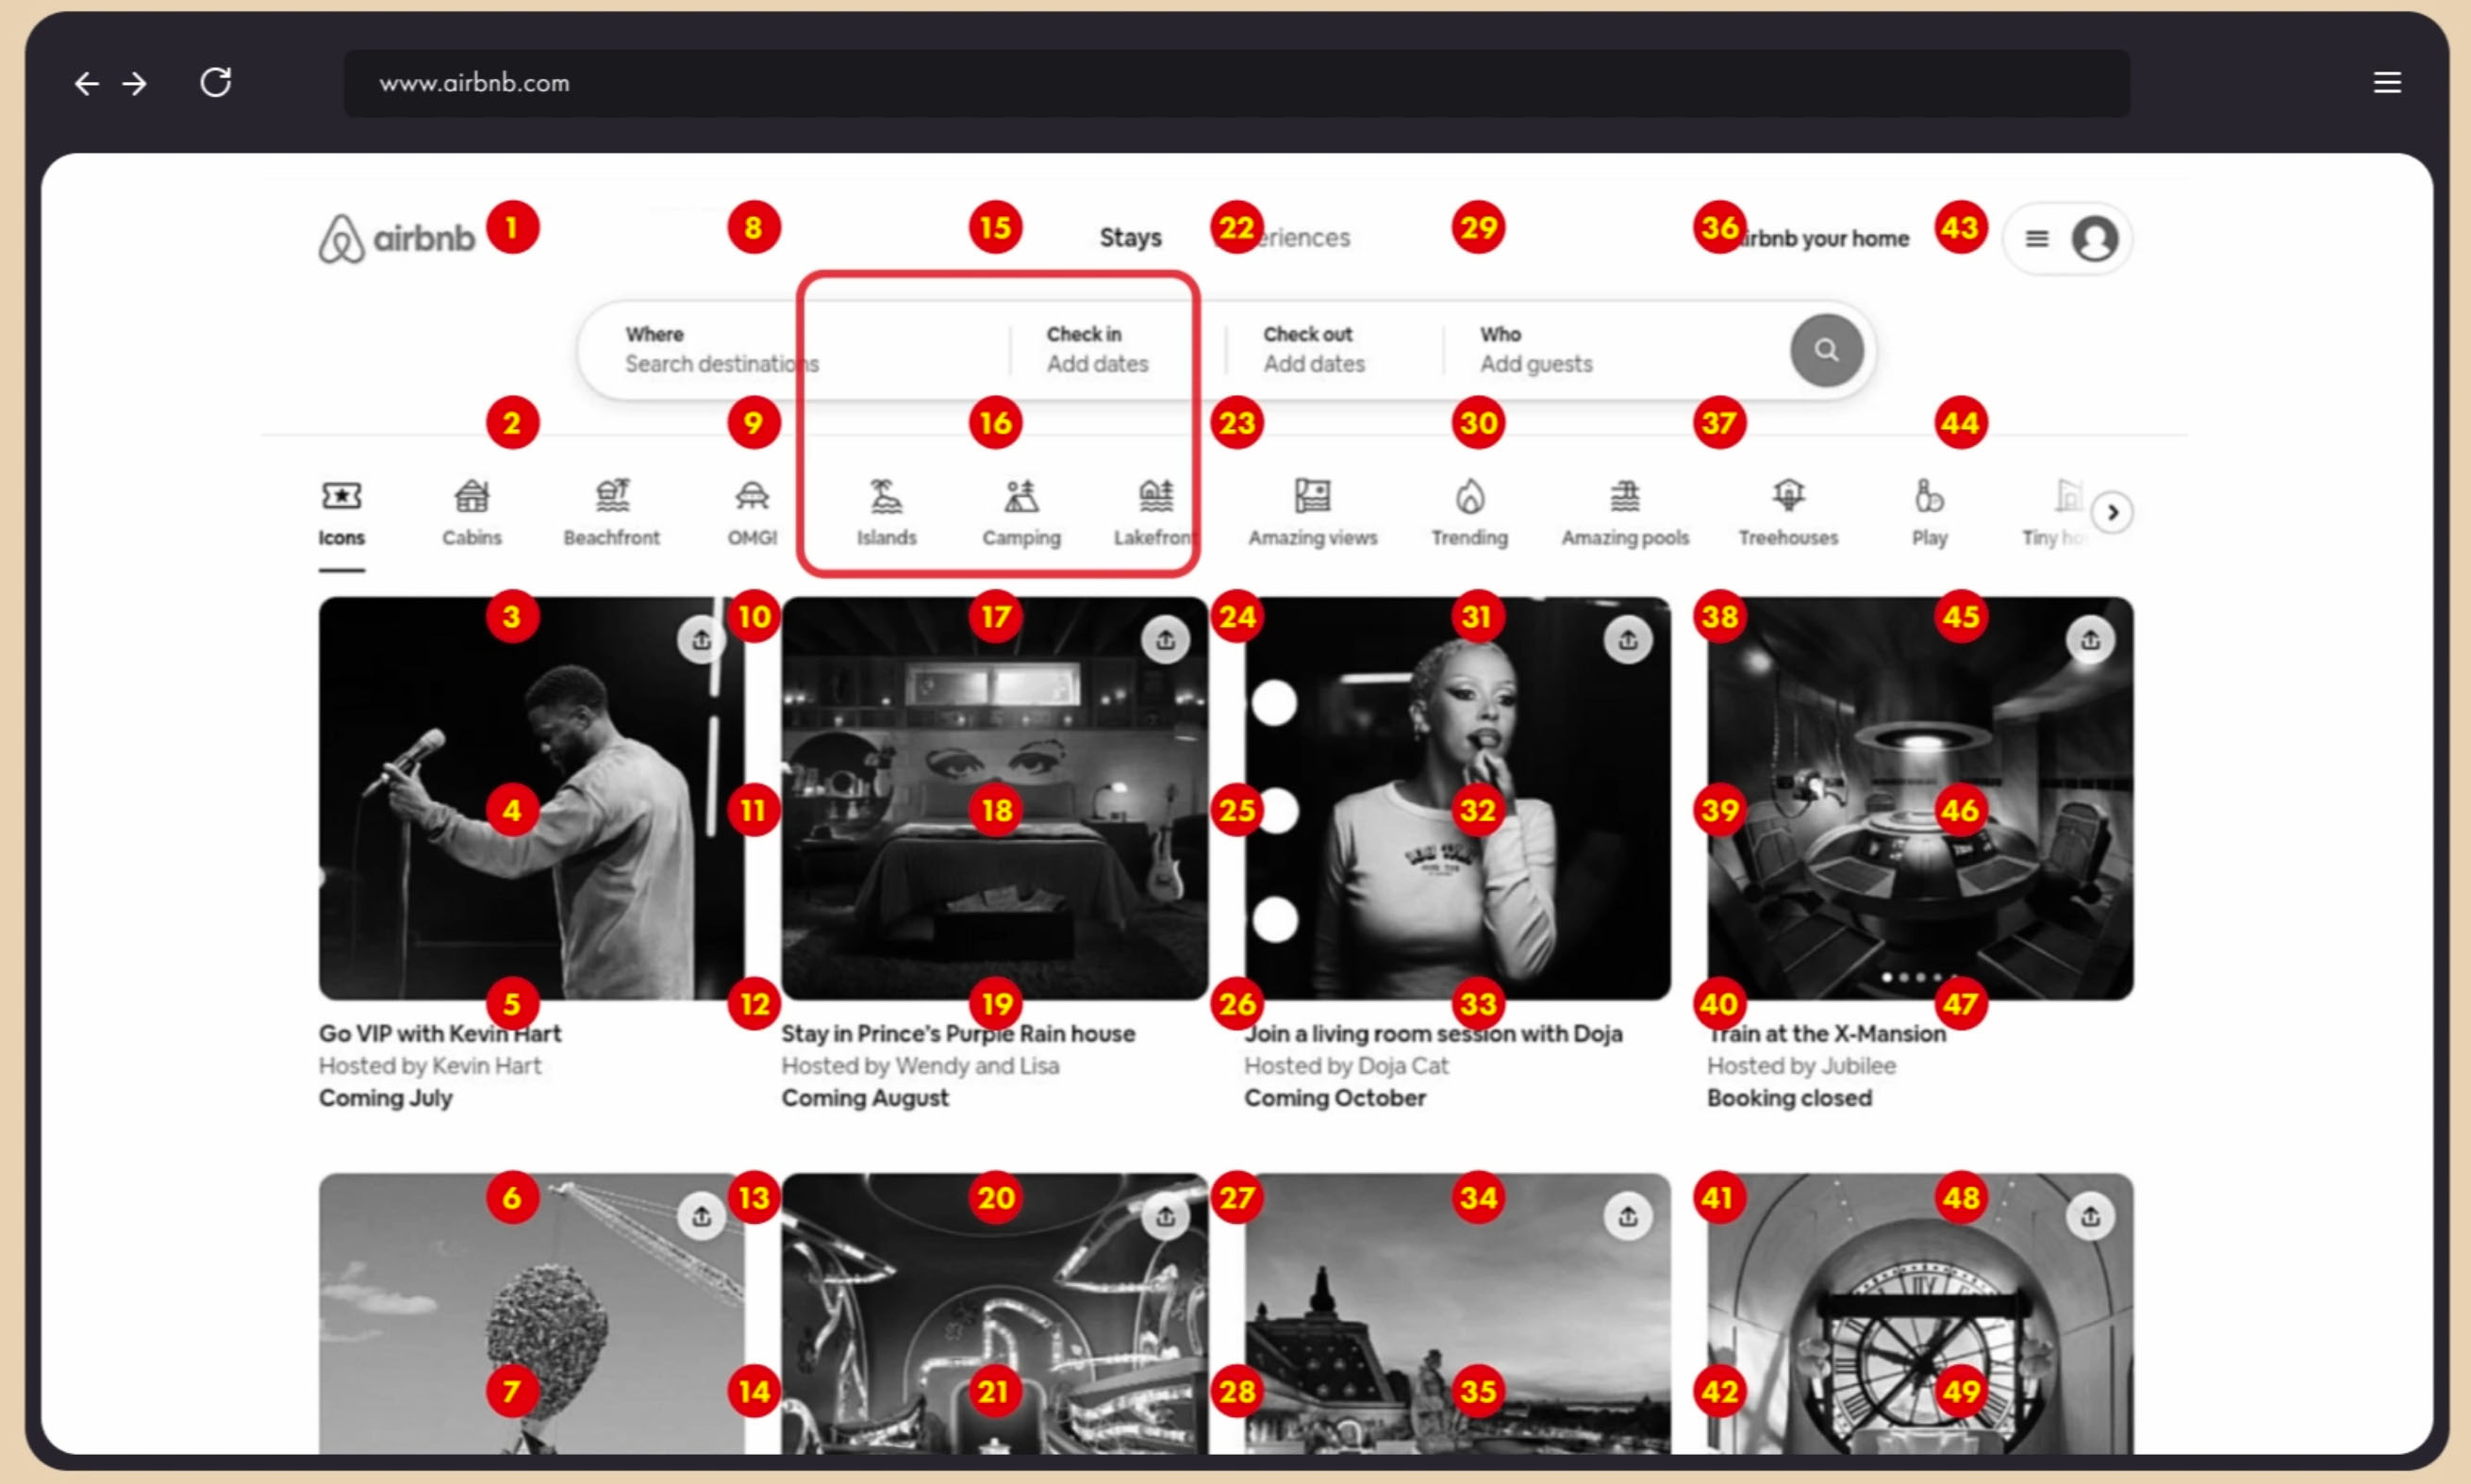 www.airbnb.com
airbnb 1 8 15 Stays 22 eriences 29 36 irbnb your home 43
Where Check in Check out Who
Search destinations Add dates Add dates Add guests
2 9 16 23 30 37 44
Icons Cabins Beachfront OMG! Islands Camping Lakefront Amazing views Trending Amazing pools Treehouses Play Tiny
3 10 17 24 31 38 45
4 11 18 25 32 39 46
5 12 19 26 33 40 47
Go VIP with Kevin Hart Stay in Prince's Purple Rain house Join a living room session with Doja Train at the X-Mansion
Hosted by Kevin Hart Hosted by Wendy and Lisa Hosted by Doja Cat Hosted by Jubilee
Coming July Coming August Coming October Booking closed
6 13 20 27 34 41 48
7 14 21 28 35 42 49